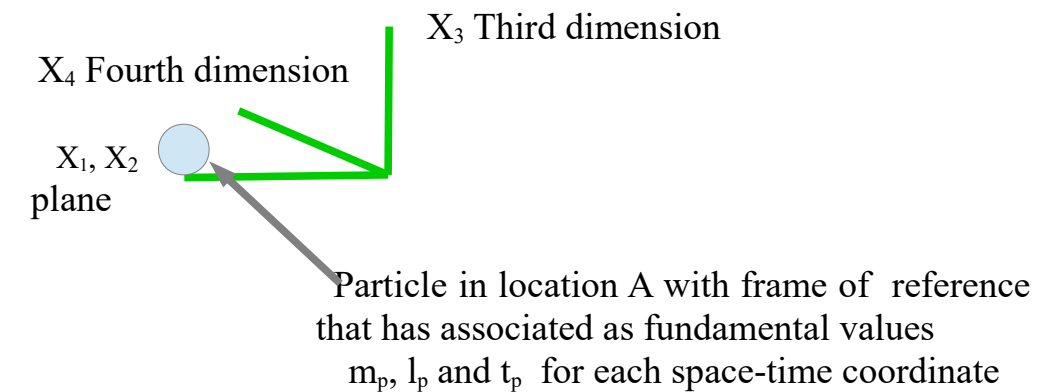 X₃ Third dimension
X₄ Fourth dimension
X₁, X₂
plane
Particle in location A with frame of reference
that has associated as fundamental values
mₚ, lₚ and tₚ for each space-time coordinate